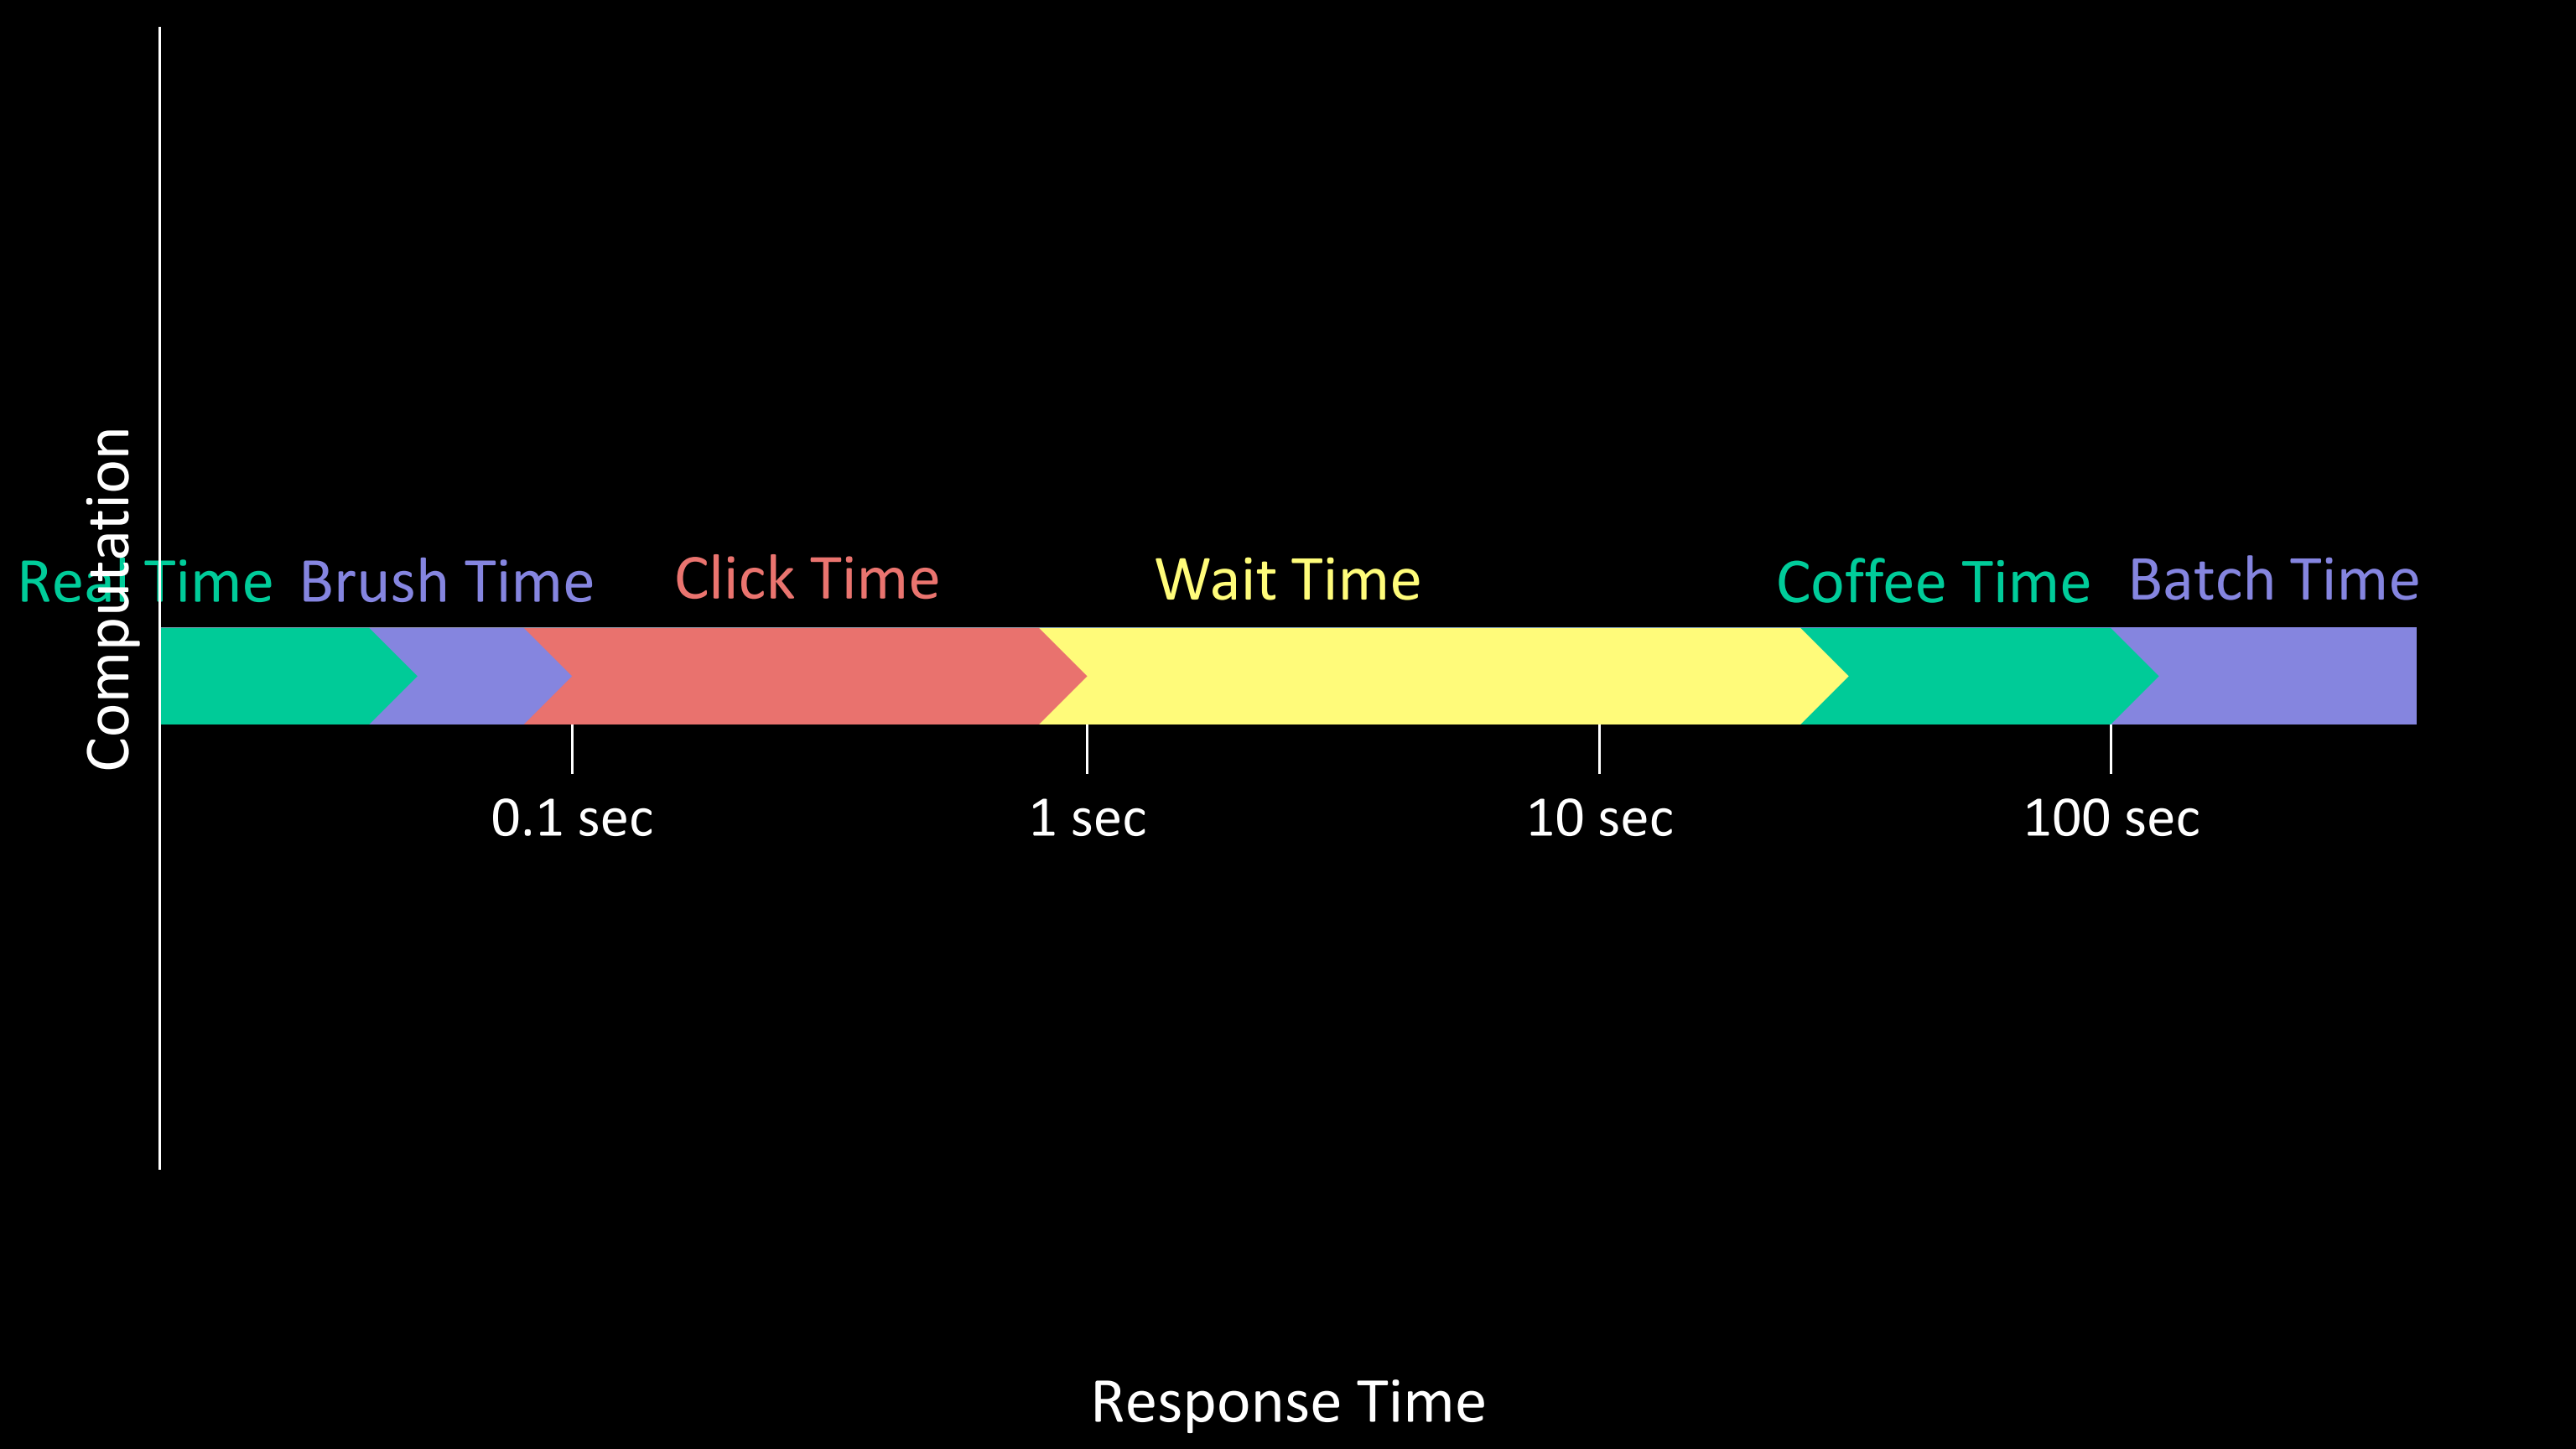 Computation
Real Time
Brush Time
Click Time
Wait Time
Coffee Time
Batch Time
0.1 sec
1 sec
10 sec
100 sec
Response Time